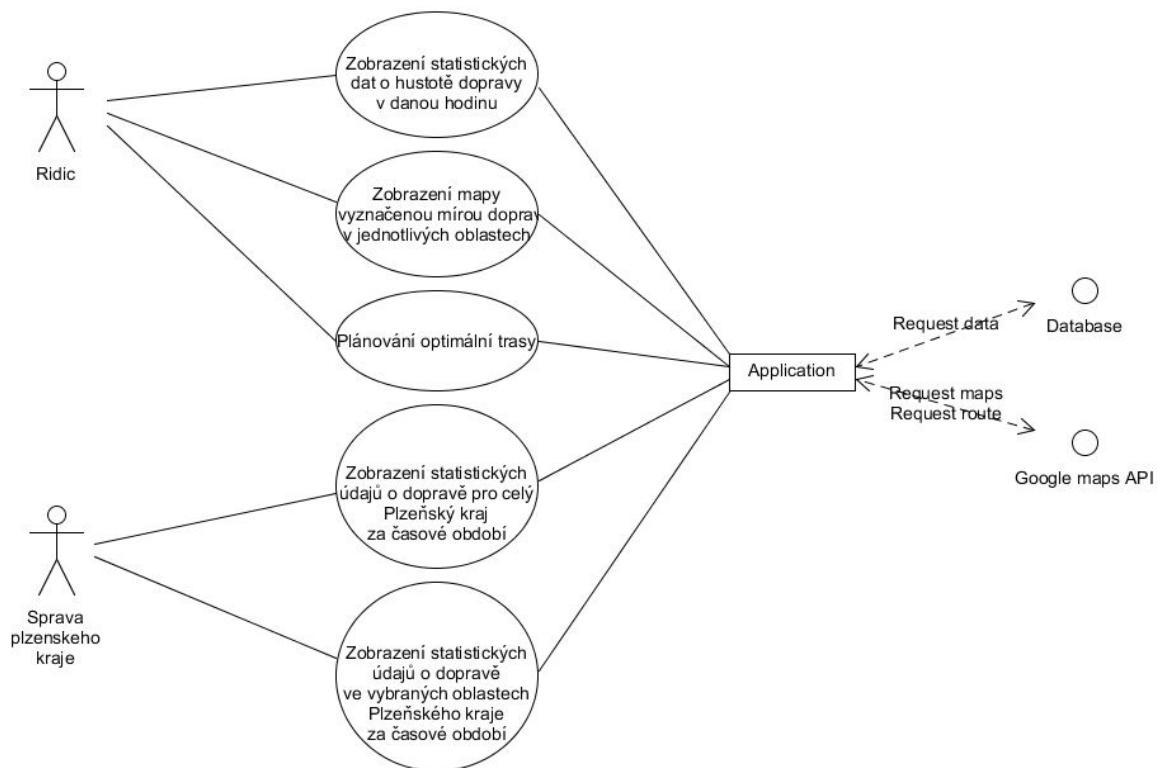 Zobrazení statistických
dat o hustotě dopravy
v danou hodinu
Ridic
Zobrazení mapy
vyznačenou mírou doprav
v jednotlivých oblastech
Plánování optimální trasy
Application
Request data
Database
Request maps
Request route
Google maps API
Zobrazení statistických
údajů o dopravě pro celý
Plzeňský kraj
za časové období
Sprava
plzenskeho
kraje
Zobrazení statistických
údajů o dopravě
ve vybraných oblastech
Plzeňského kraje
za časové období